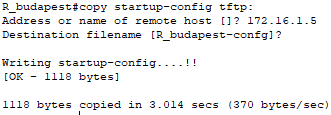 R_budapest#copy startup-config tftp:
Address or name of remote host []? 172.16.1.5
Destination filename [R_budapest-confg]?
Writing startup-config....!!
[OK - 1118 bytes]
1118 bytes copied in 3.014 secs (370 bytes/sec)